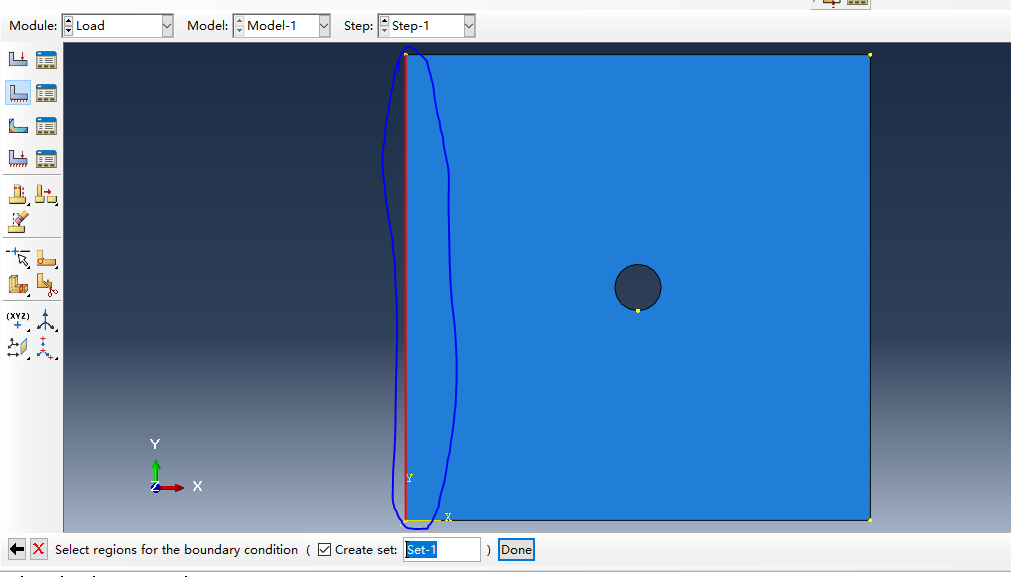 Module: Load Model: Model-1 Step: Step-1
(XYZ)
Y
Z X
Y
X
Select regions for the boundary condition ( Create set: Set-1 ) Done